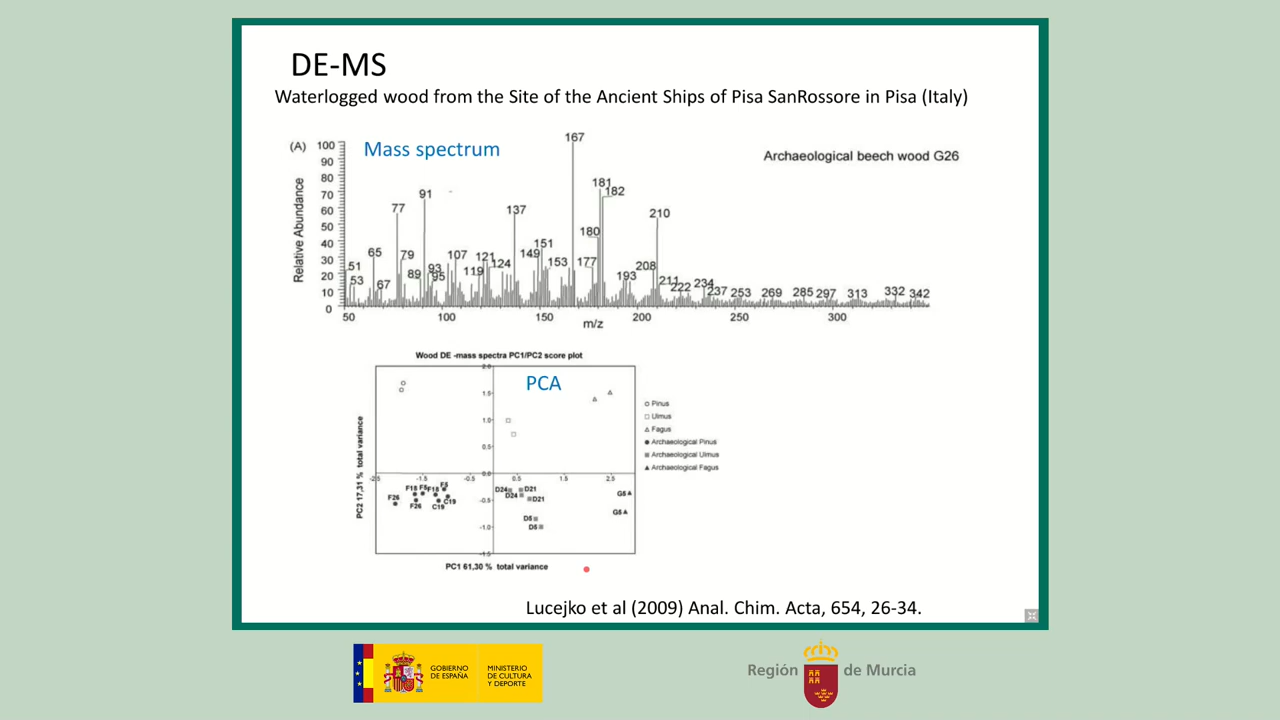 DE-MS
Waterlogged wood from the Site of the Ancient Ships of Pisa SanRossore in Pisa (Italy)
(A)
Mass spectrum
Archaeological beech wood G26
Relative Abundance
100
90
80
70
60
50
40
30
20
10
0
51
53
65
67
77
79
89
91
93
95
107
119
121
124
137
149
151
153
167
177
180
181
182
193
208
210
211
222
234
237
253
269
285
297
313
332
342
50 100 150 200 250 300
m/z
Wood DE -mass spectra PC1/PC2 score plot
PCA
PC2 17,31 % total variance
2.0
1.5
1.0
0.5
0.0
-0.5
-1.0
-1.5
-2.5 -1.5 -0.5 0.5 1.5 2.5
F18 F5 F18 F5
F26
F26 C19 C19
D24 D21
D24 D21
D5
D5
G5
G5
PC1 61,30 % total variance
Pinus
Ulmus
Fagus
Archaeological Pinus
Archaeological Ulmus
Archaeological Fagus
Lucejko et al (2009) Anal. Chim. Acta, 654, 26-34.
GOBIERNO
DE ESPAÑA
MINISTERIO
DE CULTURA
Y DEPORTE
Región de Murcia